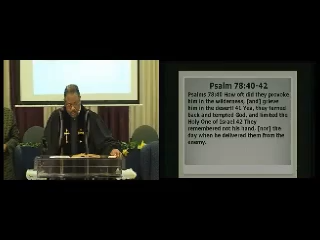 Psalm 78:40-42
Psalms 78:40 How oft did they provoke
him in the wilderness, [and] grieve
him in the desert! 41 Yea, they turned
back and tempted God, and limited the
Holy One of Israel 42 They
remembered not his hand, [nor] the
day when he delivered them from the
enemy.